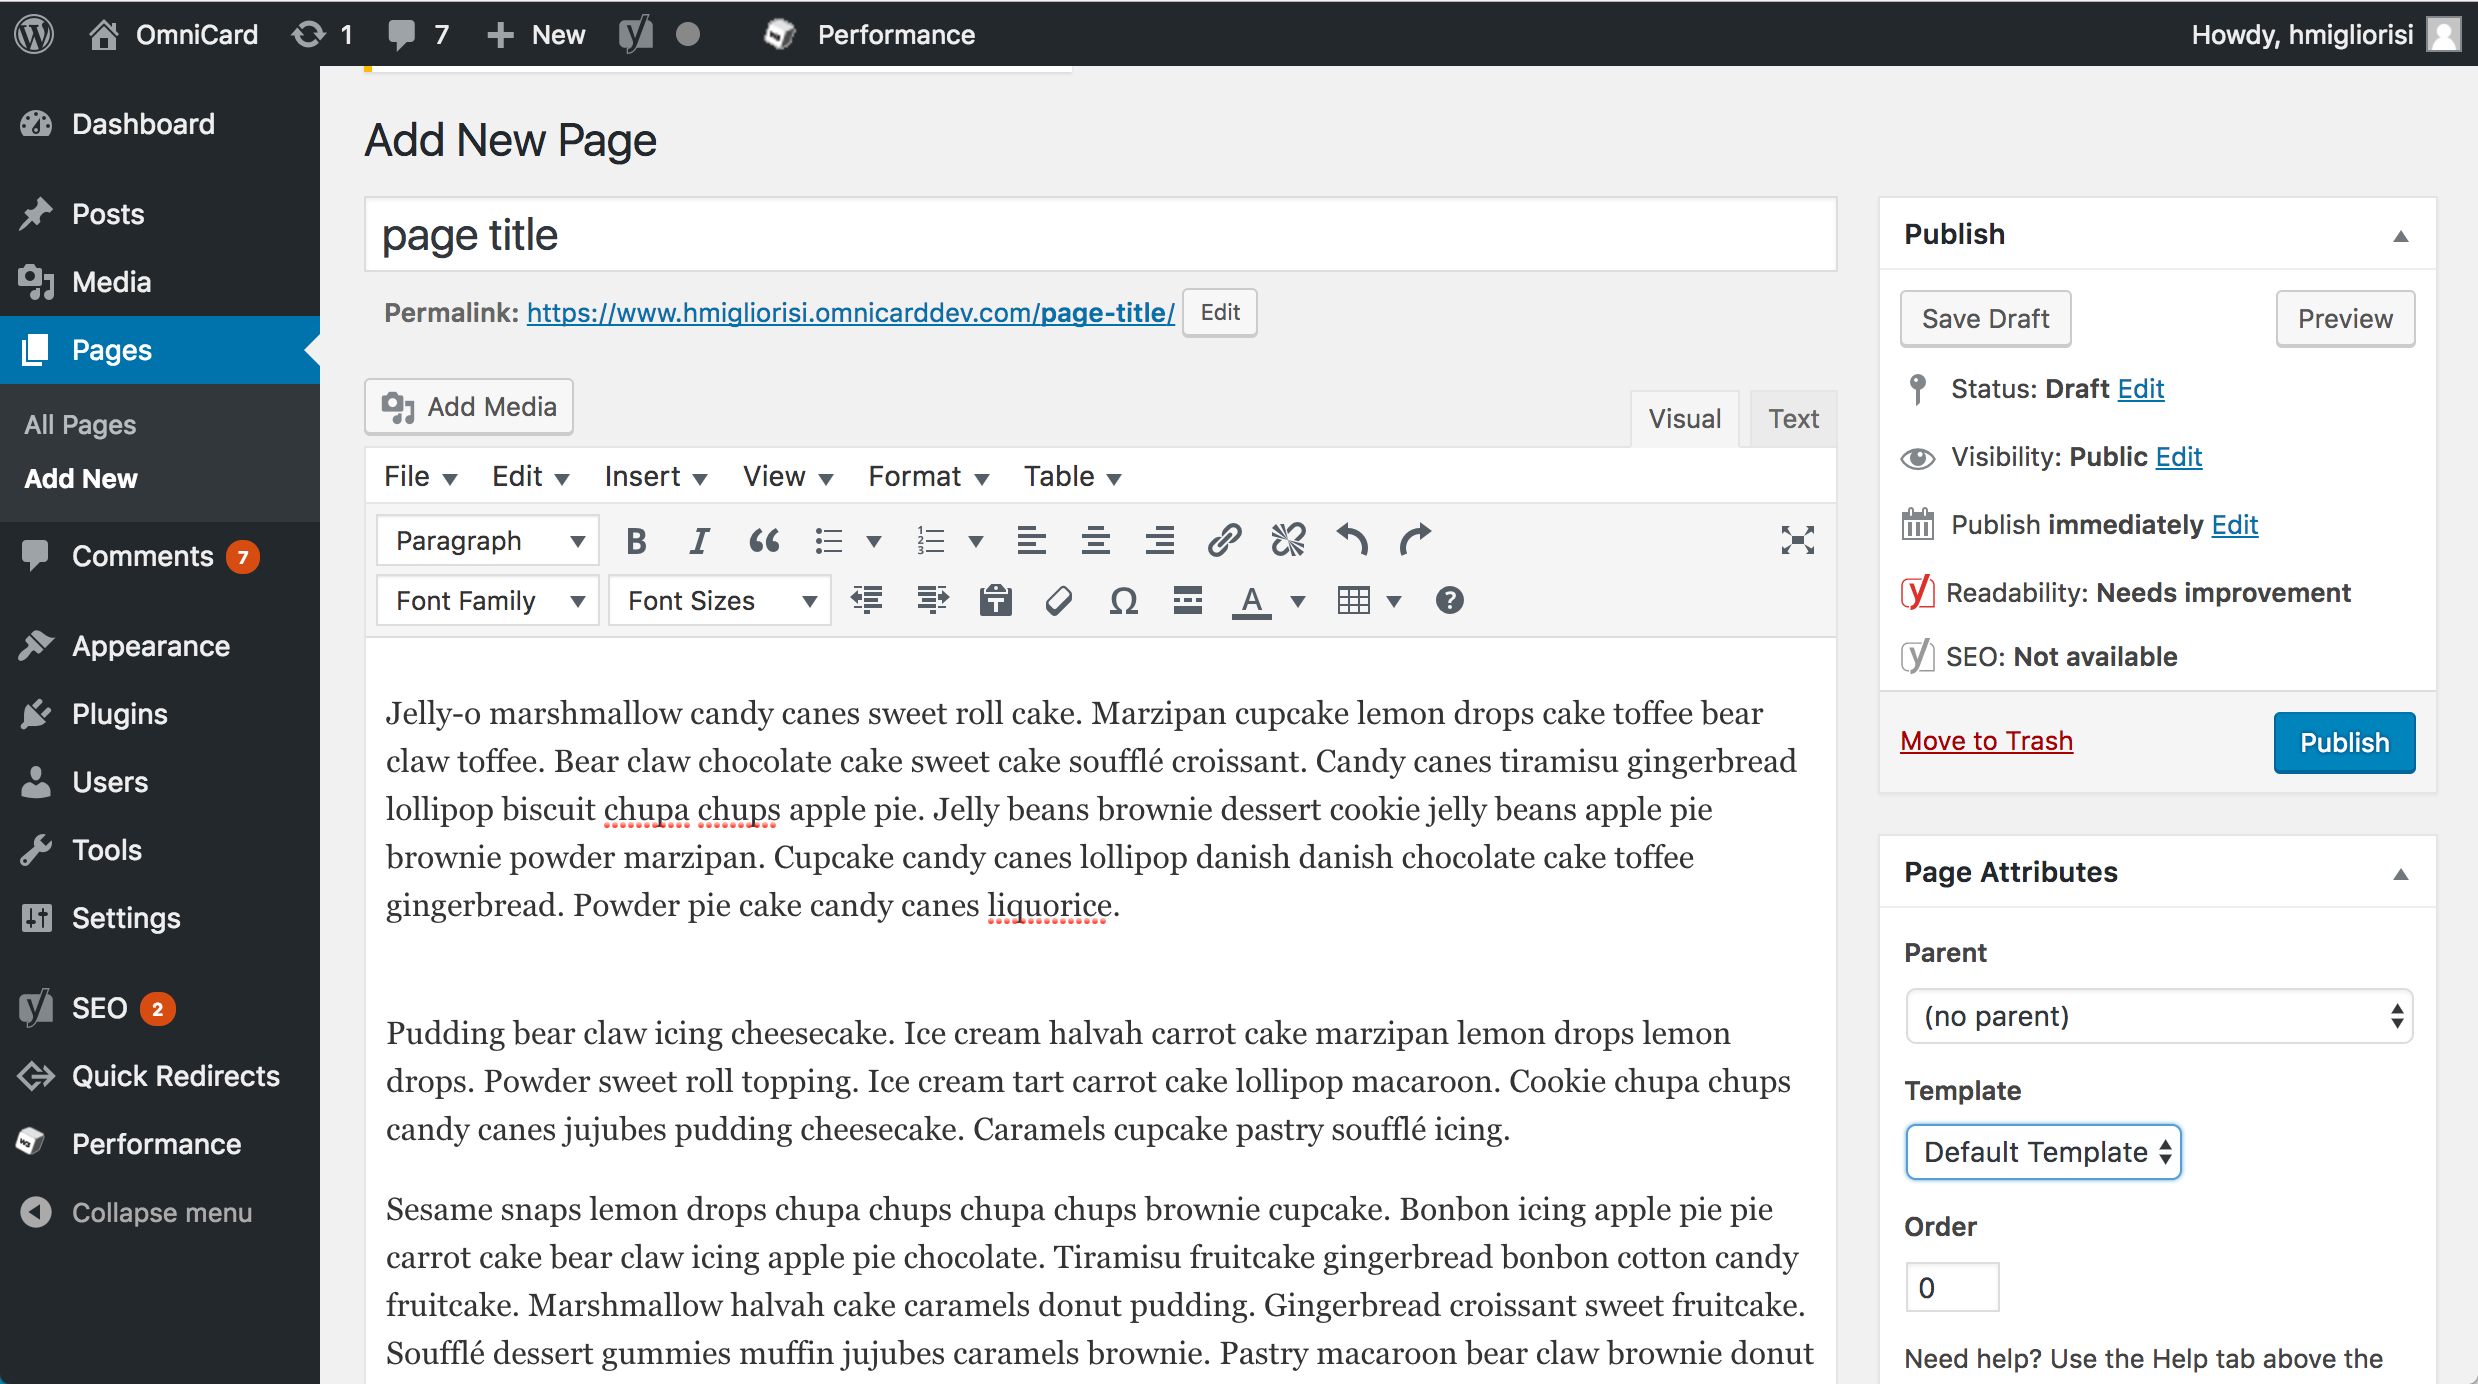 OmniCard 1 7 New Performance Howdy, hmigliorisi
Dashboard
Posts
Media
Pages
All Pages
Add New
Comments 7
Appearance
Plugins
Users
Tools
Settings
SEO 2
Quick Redirects
Performance
Collapse menu
Add New Page
page title
Permalink: https://www.hmigliorisi.omnicarddev.com/page-title/ Edit
Add Media
Visual Text
File Edit Insert View Format Table
Paragraph
Font Family Font Sizes
Jelly-o marshmallow candy canes sweet roll cake. Marzipan cupcake lemon drops cake toffee bear
claw toffee. Bear claw chocolate cake sweet cake soufflé croissant. Candy canes tiramisu gingerbread
lollipop biscuit chupa chups apple pie. Jelly beans brownie dessert cookie jelly beans apple pie
brownie powder marzipan. Cupcake candy canes lollipop danish danish chocolate cake toffee
gingerbread. Powder pie cake candy canes liquorice.
Pudding bear claw icing cheesecake. Ice cream halvah carrot cake marzipan lemon drops lemon
drops. Powder sweet roll topping. Ice cream tart carrot cake lollipop macaroon. Cookie chupa chups
candy canes jujubes pudding cheesecake. Caramels cupcake pastry soufflé icing.
Sesame snaps lemon drops chupa chups chupa chups brownie cupcake. Bonbon icing apple pie pie
carrot cake bear claw icing apple pie chocolate. Tiramisu fruitcake gingerbread bonbon cotton candy
fruitcake. Marshmallow halvah cake caramels donut pudding. Gingerbread croissant sweet fruitcake.
Soufflé dessert gummies muffin jujubes caramels brownie. Pastry macaroon bear claw brownie donut
Publish
Save Draft Preview
Status: Draft Edit
Visibility: Public Edit
Publish immediately Edit
Readability: Needs improvement
SEO: Not available
Move to Trash Publish
Page Attributes
Parent
(no parent)
Template
Default Template
Order
0
Need help? Use the Help tab above the